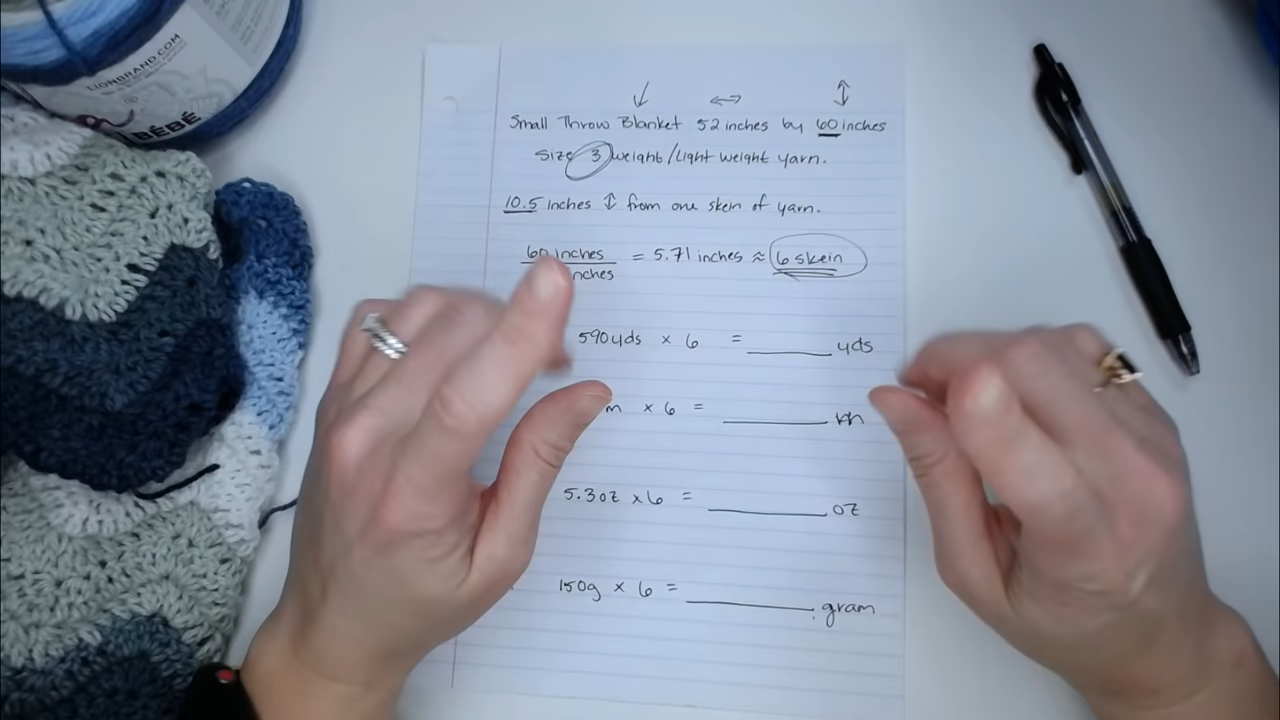 LIONBRAND.COM
BÉBÉ
↓ ↔ ↕
Small Throw Blanket 52 inches by 60 inches
Size 3 weight/Light weight yarn.
10.5 inches ↕ from one skein of yarn.
60 inches
nches
= 5.71 inches ≈ 6 skein
590yds x 6 = ______ yds
m x 6 = ______ m
5.3oz x 6 = ______ oz
150g x 6 = ______ gram